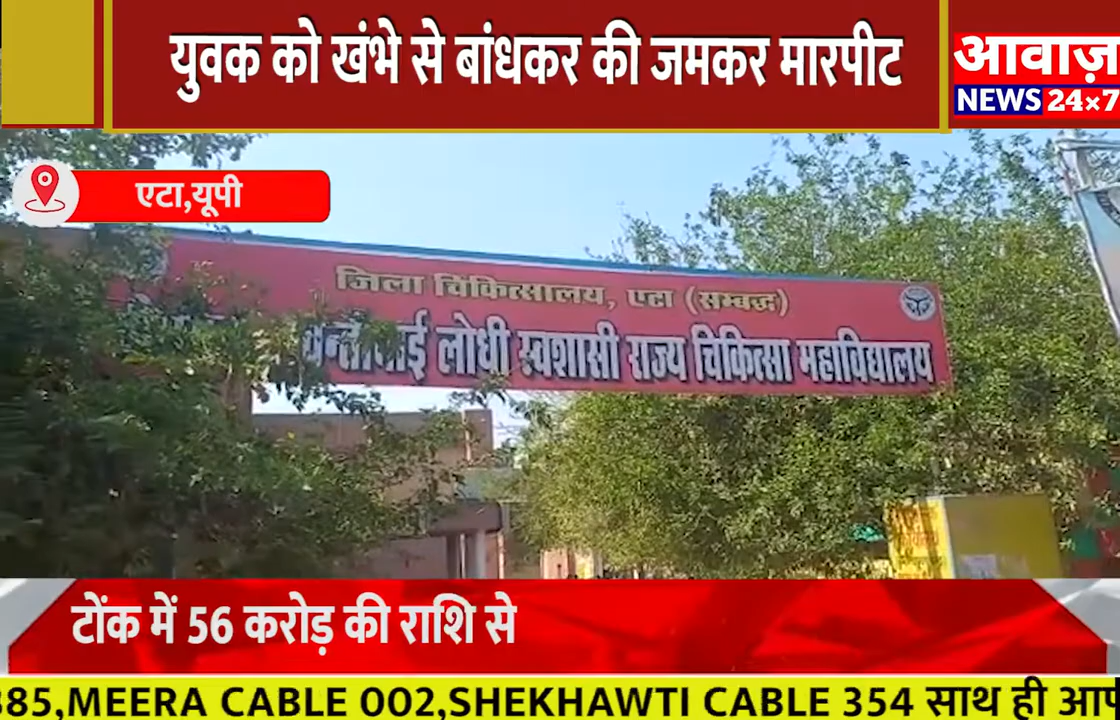 युवक को खंभे से बांधकर की जमकर मारपीट
आवाज़
NEWS 24×7
एटा,यूपी
जिला चिकित्सालय, एटा (सम्बद्ध)
लोधी स्वशासी राज्य चिकित्सा महाविद्यालय
टोंक में 56 करोड़ की राशि से
385,MEERA CABLE 002,SHEKHAWTI CABLE 354 साथ ही